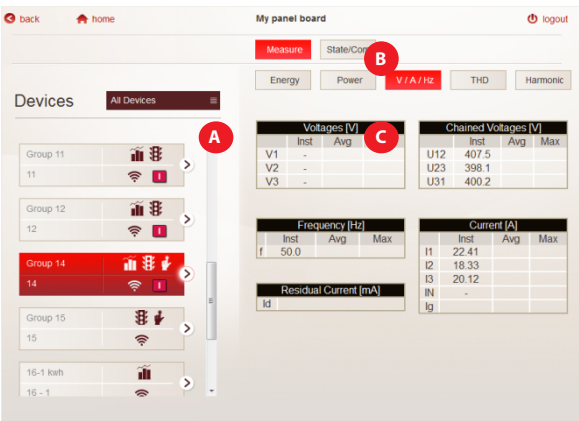 back home My panel board logout
Measure State/Con
B
Energy Power V / A / Hz THD Harmonic
Devices All Devices
A
Voltages [V]
Inst Avg
C
V1 -
V2 -
V3 -
Chained Voltages [V]
Inst Avg Max
U12 407.5
U23 398.1
U31 400.2
Group 11
11 I
Group 12
12 I
Group 14
14 I
Group 15
15
16-1 kwh
16 - 1
Frequency [Hz]
Inst Avg Max
f 50.0
Residual Current [mA]
Id
Current [A]
Inst Avg Max
I1 22.41
I2 18.33
I3 20.12
IN -
Ig